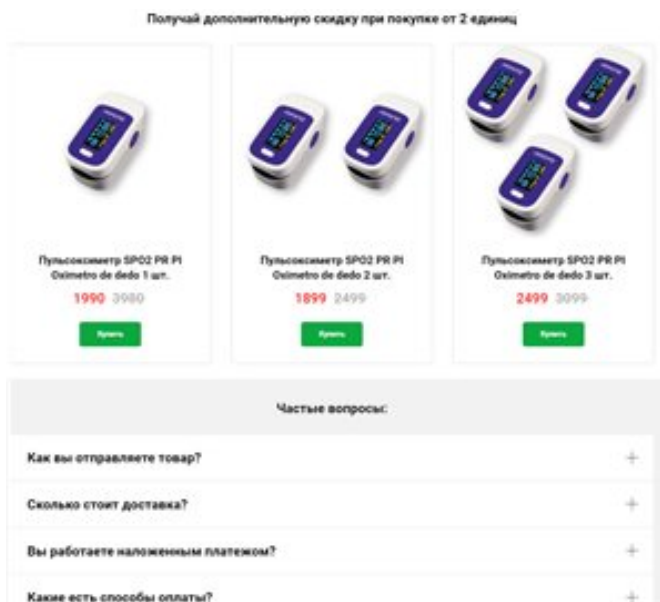 Получай дополнительную скидку при покупке от 2 единиц
Пульсоксиметр SPO2 PR PI
Oximetro de dedo 1 шт.
1990 3980
Купить
Пульсоксиметр SPO2 PR PI
Oximetro de dedo 2 шт.
1899 2499
Купить
Пульсоксиметр SPO2 PR PI
Oximetro de dedo 3 шт.
2499 3099
Купить
Частые вопросы:
Как вы отправляете товар?
Сколько стоит доставка?
Вы работаете наложенным платежом?
Какие есть способы оплаты?